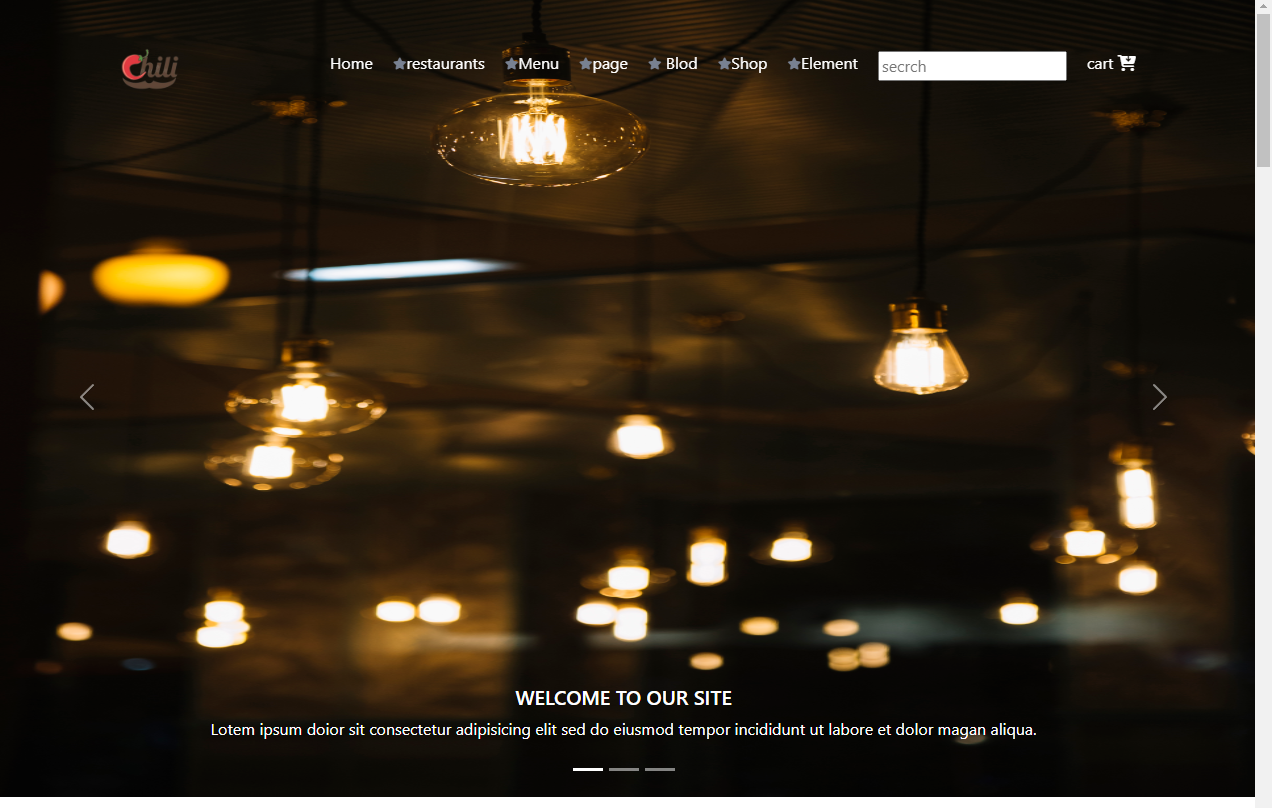 Chili
Home restaurants Menu page Blod Shop Element secrch cart
WELCOME TO OUR SITE
Lotem ipsum doior sit consectetur adipisicing elit sed do eiusmod tempor incididunt ut labore et dolor magan aliqua.